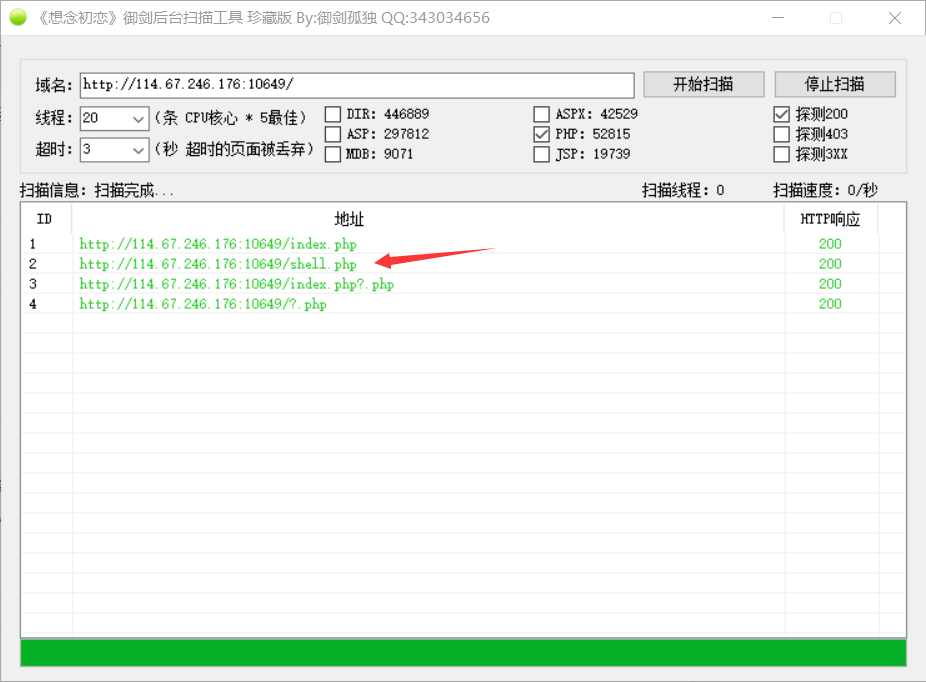 《想念初恋》御剑后台扫描工具 珍藏版 By:御剑孤独 QQ:343034656
域名: http://114.67.246.176:10649/ 开始扫描 停止扫描
线程: 20 (条 CPU核心 * 5最佳) DIR: 446889 ASPX: 42529 探测200
ASP: 297812 PHP: 52815 探测403
超时: 3 (秒 超时的页面被丢弃) MDB: 9071 JSP: 19739 探测3XX
扫描信息: 扫描完成... 扫描线程: 0 扫描速度: 0/秒
ID 地址 HTTP响应
1 http://114.67.246.176:10649/index.php 200
2 http://114.67.246.176:10649/shell.php 200
3 http://114.67.246.176:10649/index.php?.php 200
4 http://114.67.246.176:10649/?.php 200